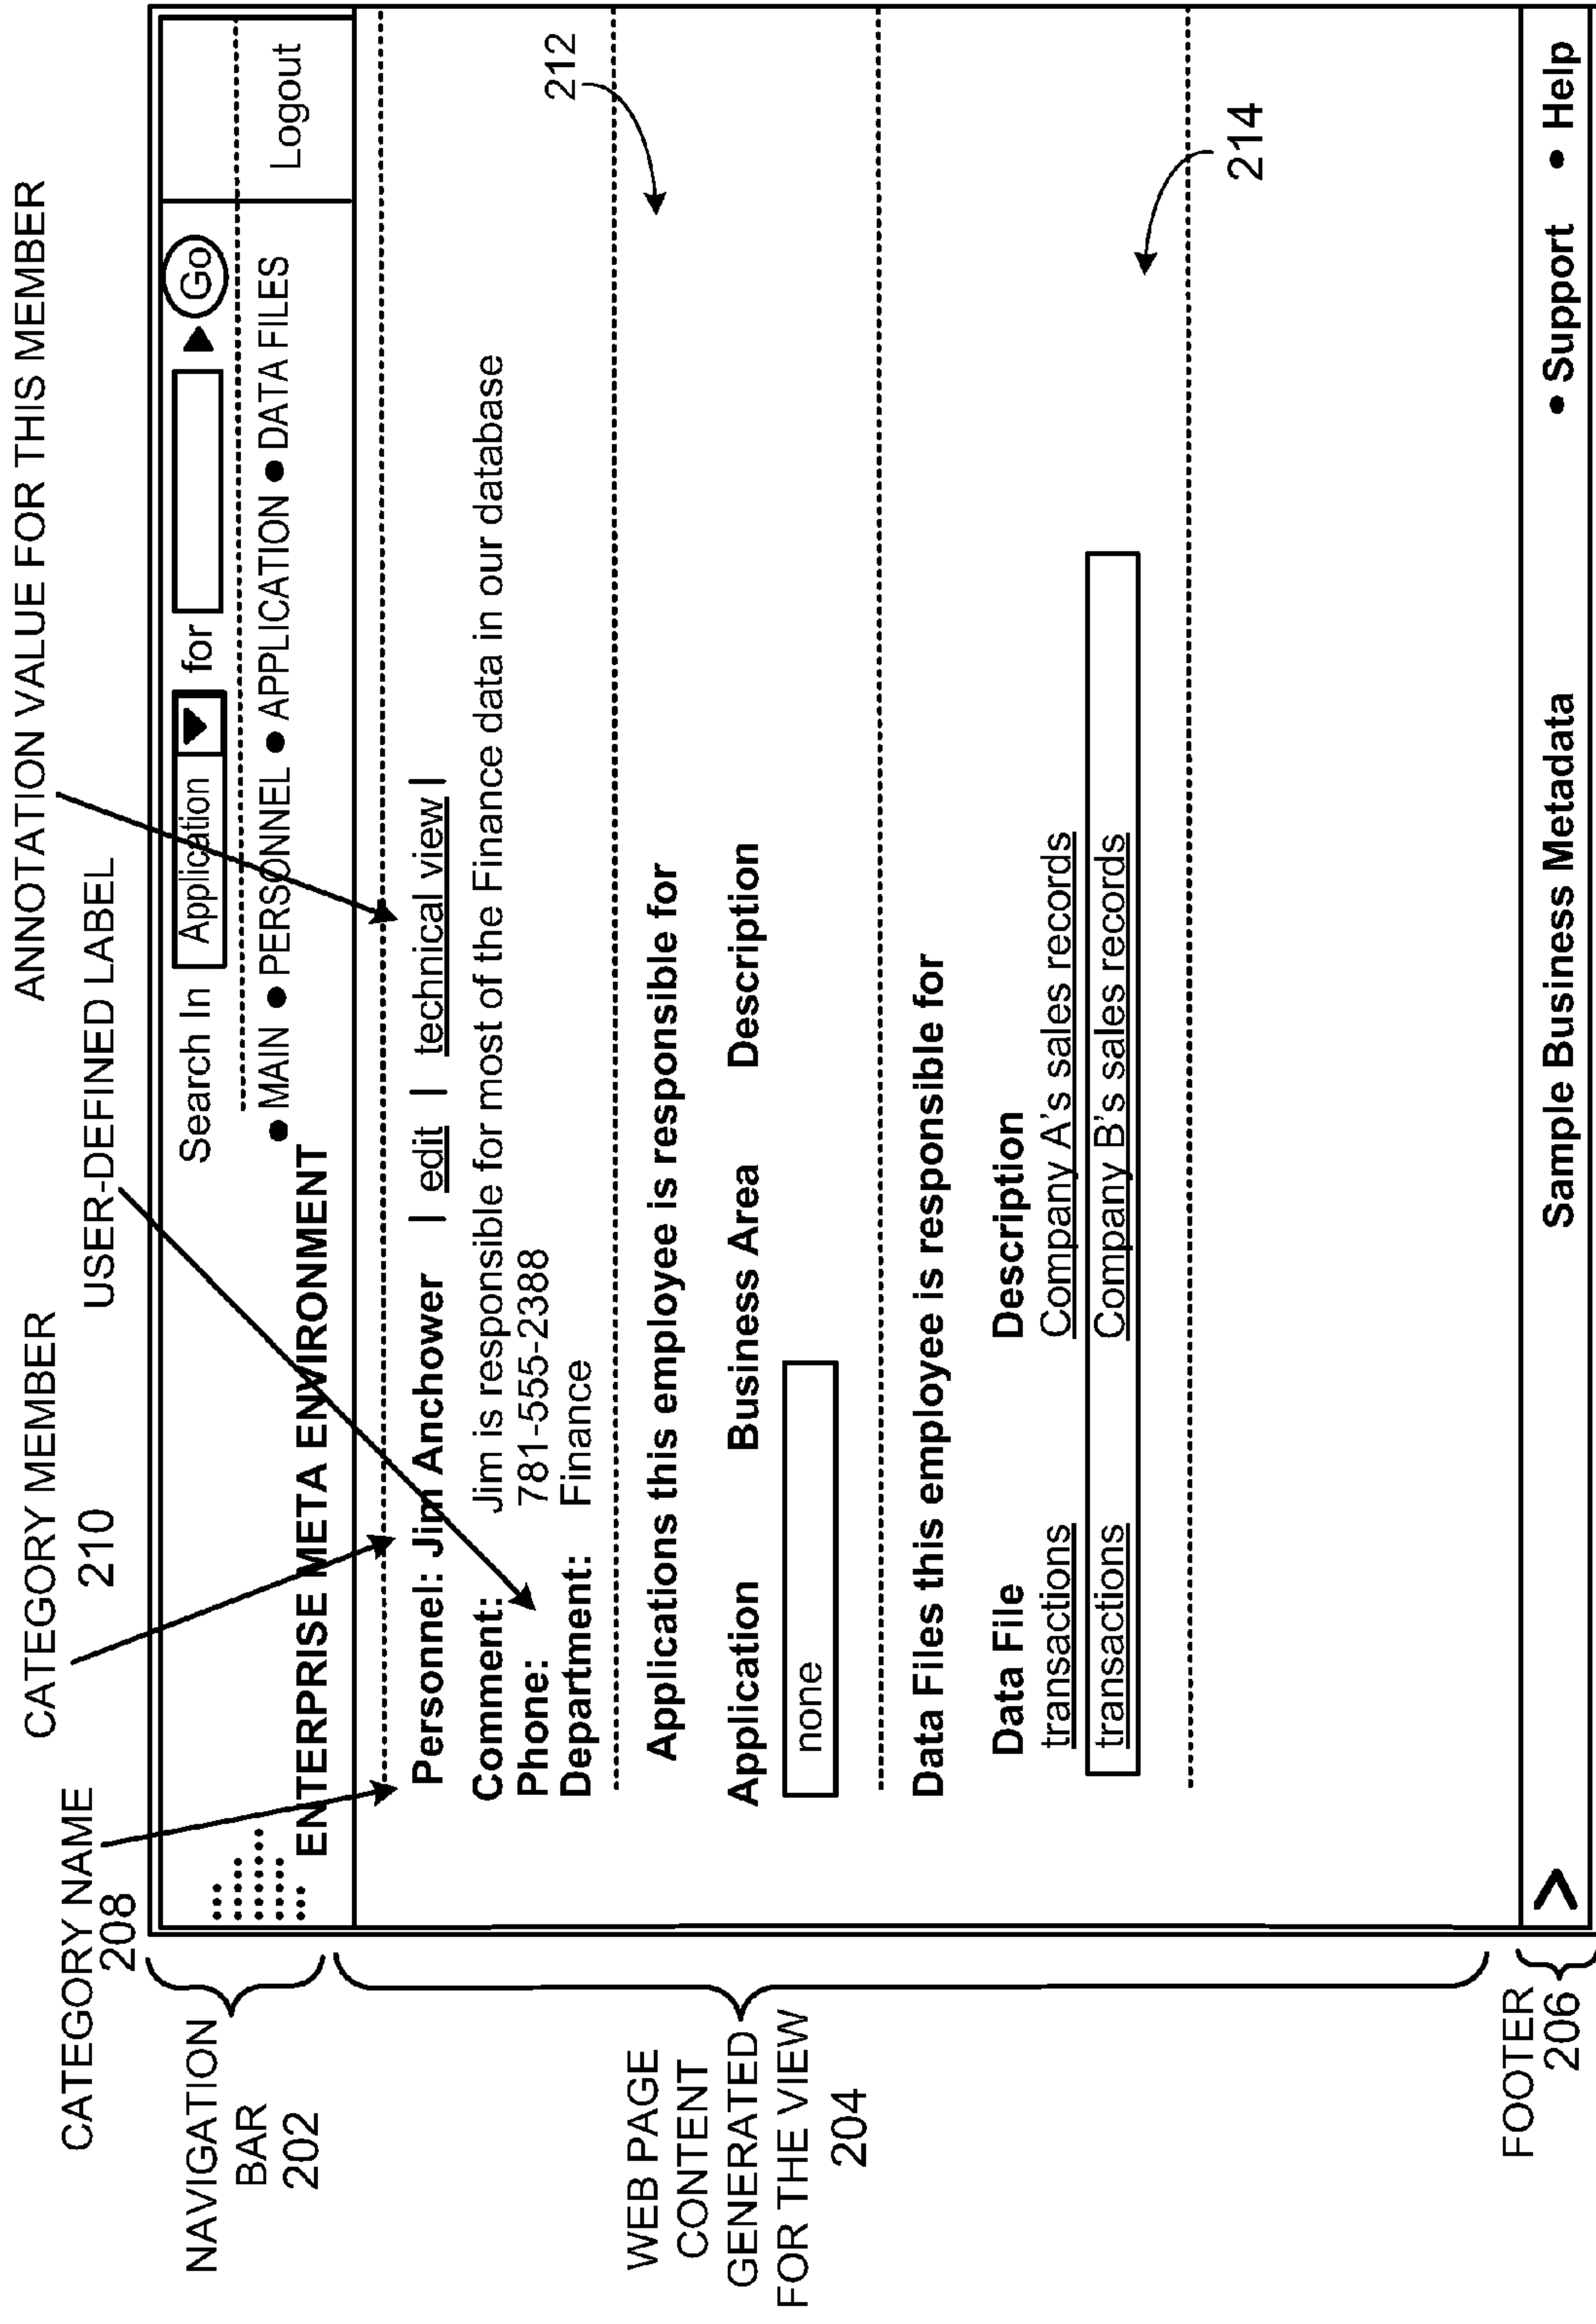 CATEGORY NAME
208
CATEGORY MEMBER
210
USER-DEFINED LABEL
ANNOTATION VALUE FOR THIS MEMBER
NAVIGATION
BAR
202
Search In Application for Go
ENTERPRISE META ENVIRONMENT
• MAIN • PERSONNEL • APPLICATION • DATA FILES
Logout
WEB PAGE
CONTENT
GENERATED
FOR THE VIEW
204
Personnel: Jim Anchower | edit | technical view |
Comment: Jim is responsible for most of the Finance data in our database
Phone: 781-555-2388
Department: Finance
212
Applications this employee is responsible for
Application Business Area Description
none
Data Files this employee is responsible for
Data File Description
transactions Company A's sales records
transactions Company B's sales records
214
FOOTER
206
Sample Business Metadata • Support • Help